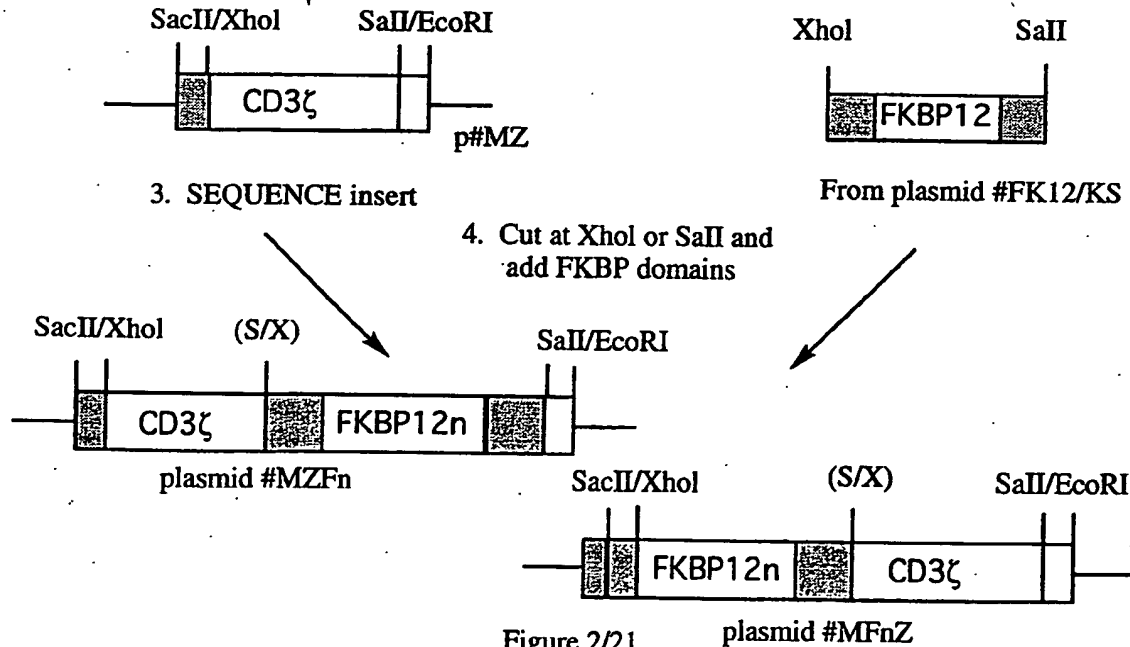 SacII/XhoI SalI/EcoRI
XhoI SalI
CD3ζ
FKBP12
p#MZ
3. SEQUENCE insert
From plasmid #FK12/KS
4. Cut at XhoI or SalI and
add FKBP domains
SacII/XhoI (S/X) SalI/EcoRI
CD3ζ FKBP12n
plasmid #MZFn
SacII/XhoI (S/X) SalI/EcoRI
FKBP12n CD3ζ
plasmid #MFnZ
Figure 2/21